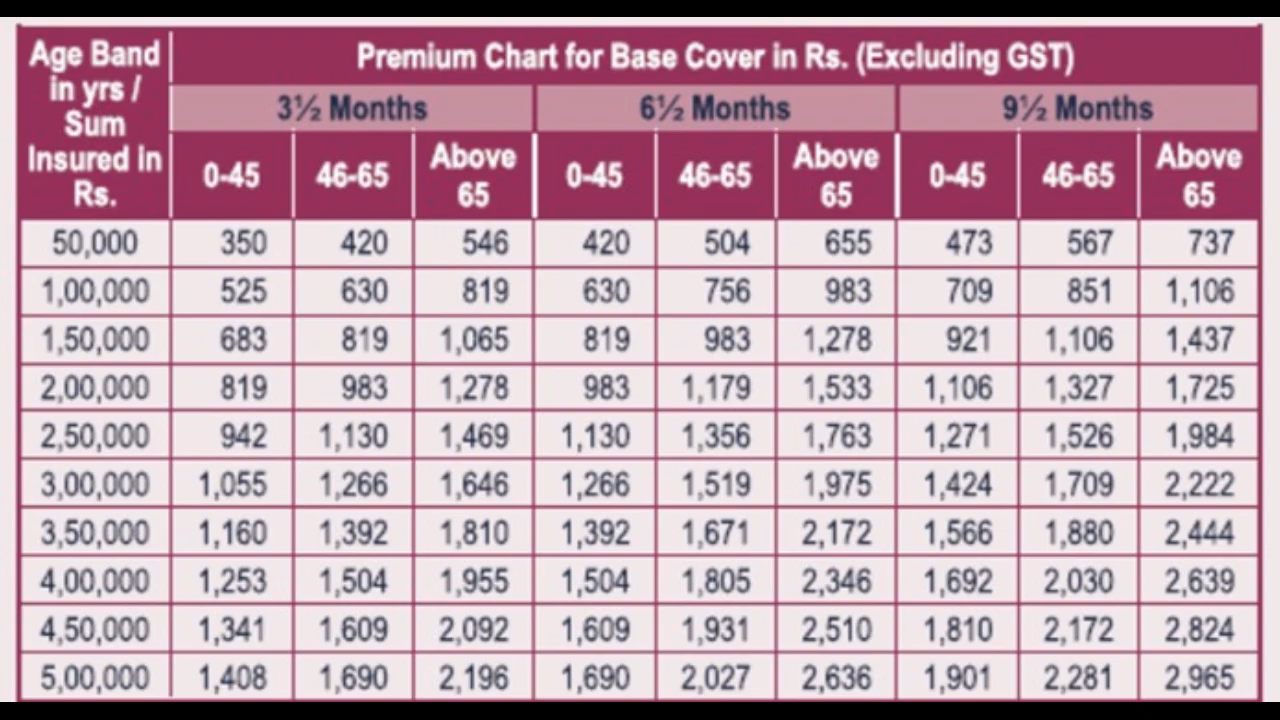 Age Band in yrs / Sum Insured in Rs.
Premium Chart for Base Cover in Rs. (Excluding GST)
3½ Months 6½ Months 9½ Months
0-45 46-65 Above 65 0-45 46-65 Above 65 0-45 46-65 Above 65
50,000 350 420 546 420 504 655 473 567 737
1,00,000 525 630 819 630 756 983 709 851 1,106
1,50,000 683 819 1,065 819 983 1,278 921 1,106 1,437
2,00,000 819 983 1,278 983 1,179 1,533 1,106 1,327 1,725
2,50,000 942 1,130 1,469 1,130 1,356 1,763 1,271 1,526 1,984
3,00,000 1,055 1,266 1,646 1,266 1,519 1,975 1,424 1,709 2,222
3,50,000 1,160 1,392 1,810 1,392 1,671 2,172 1,566 1,880 2,444
4,00,000 1,253 1,504 1,955 1,504 1,805 2,346 1,692 2,030 2,639
4,50,000 1,341 1,609 2,092 1,609 1,931 2,510 1,810 2,172 2,824
5,00,000 1,408 1,690 2,196 1,690 2,027 2,636 1,901 2,281 2,965